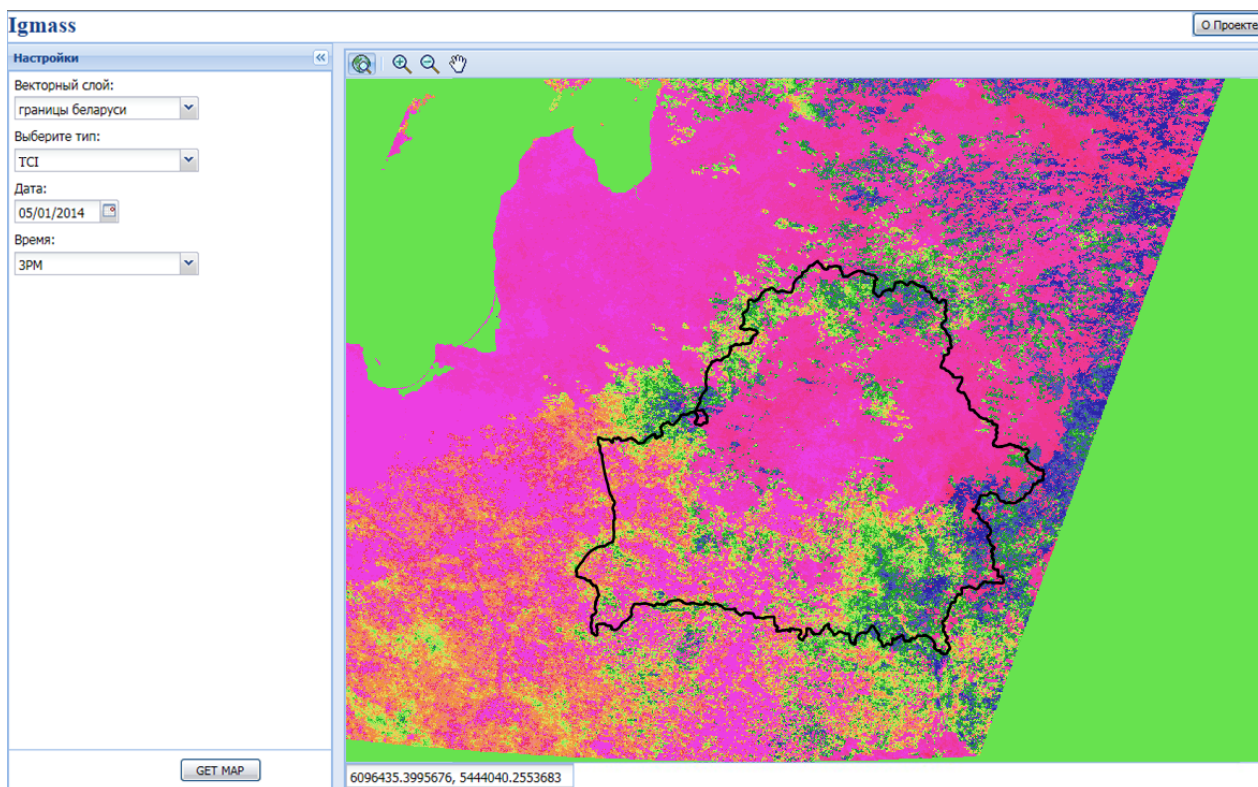 Igmass
О Проекте
Настройки
Векторный слой:
границы беларуси
Выберите тип:
TCI
Дата:
05/01/2014
Время:
3PM
GET MAP
6096435.3995676, 5444040.2553683